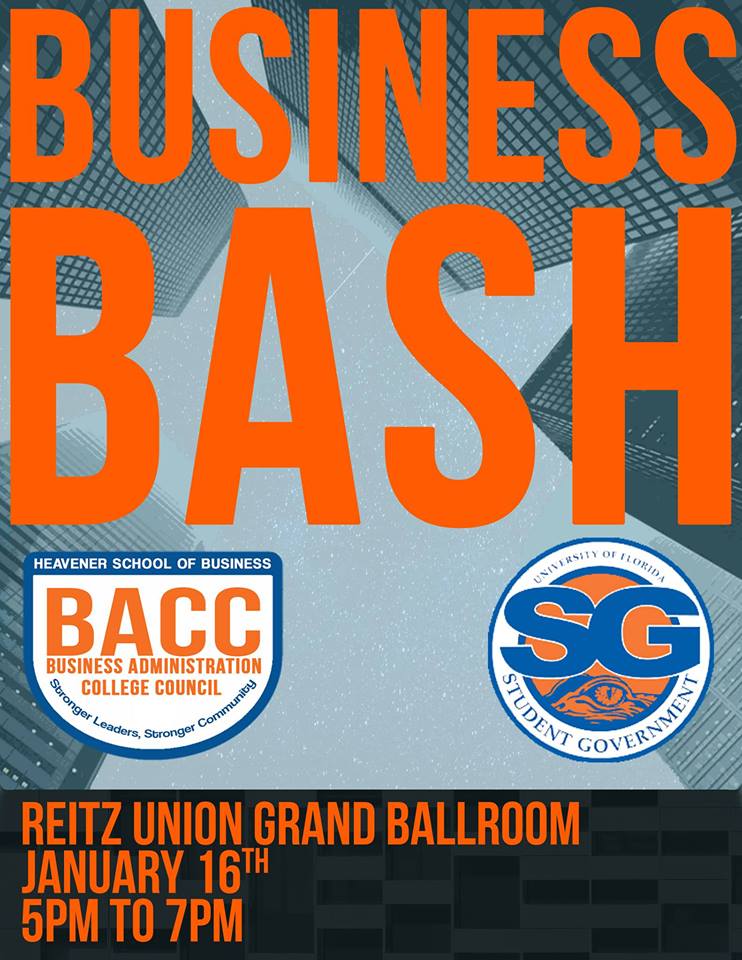 BUSINESS
BASH
HEAVENER SCHOOL OF BUSINESS
BACC
BUSINESS ADMINISTRATION
COLLEGE COUNCIL
Stronger Leaders, Stronger Community
UNIVERSITY OF FLORIDA
SG
STUDENT GOVERNMENT
REITZ UNION GRAND BALLROOM
JANUARY 16TH
5PM TO 7PM